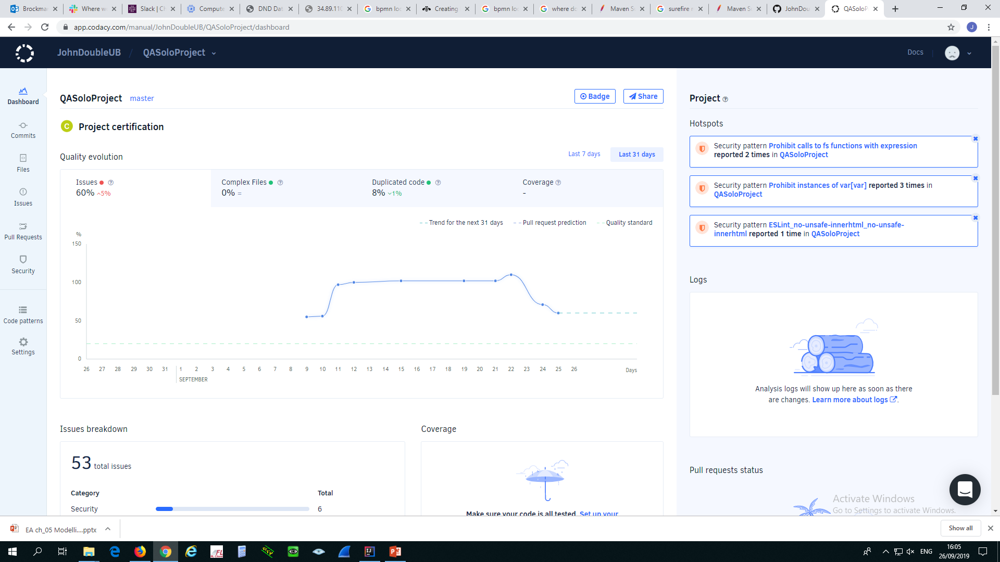 Brockmar
Where w
Slack | Cl
Compute
DND Dat
34.89.110
bpmn loc
Creating
bpmn loc
where do
Maven Su
surefire r
Maven Su
JohnDou
QASoloP
app.codacy.com/manual/JohnDoubleUB/QASoloProject/dashboard
J
JohnDoubleUB / QASoloProject
Docs
Dashboard
Commits
Files
Issues
Pull Requests
Security
Code patterns
Settings
QASoloProject master
Badge
Share
C Project certification
Quality evolution
Last 7 days
Last 31 days
Issues
60% 5%
Complex Files
0% =
Duplicated code
8% 1%
Coverage
-
Trend for the next 31 days
Pull request prediction
Quality standard
%
150
100
50
0
26 27 28 29 30 31 1 2 3 4 5 6 7 8 9 10 11 12 13 14 15 16 17 18 19 20 21 22 23 24 25 26
Days
SEPTEMBER
Issues breakdown
53 total issues
Category Total
Security 6
Coverage
Make sure your code is all tested. Set up your
Project
Hotspots
Security pattern Prohibit calls to fs functions with expression
reported 2 times in QASoloProject
Security pattern Prohibit instances of var[var] reported 3 times in
QASoloProject
Security pattern ESLint_no-unsafe-innerhtml_no-unsafe-
innerhtml reported 1 time in QASoloProject
Logs
Analysis logs will show up here as soon as there
are changes. Learn more about logs.
Pull requests status
Activate Windows
Go to Settings to activate Windows.
EA ch_05 Modelli....pptx
Show all
ENG
16:05
26/09/2019